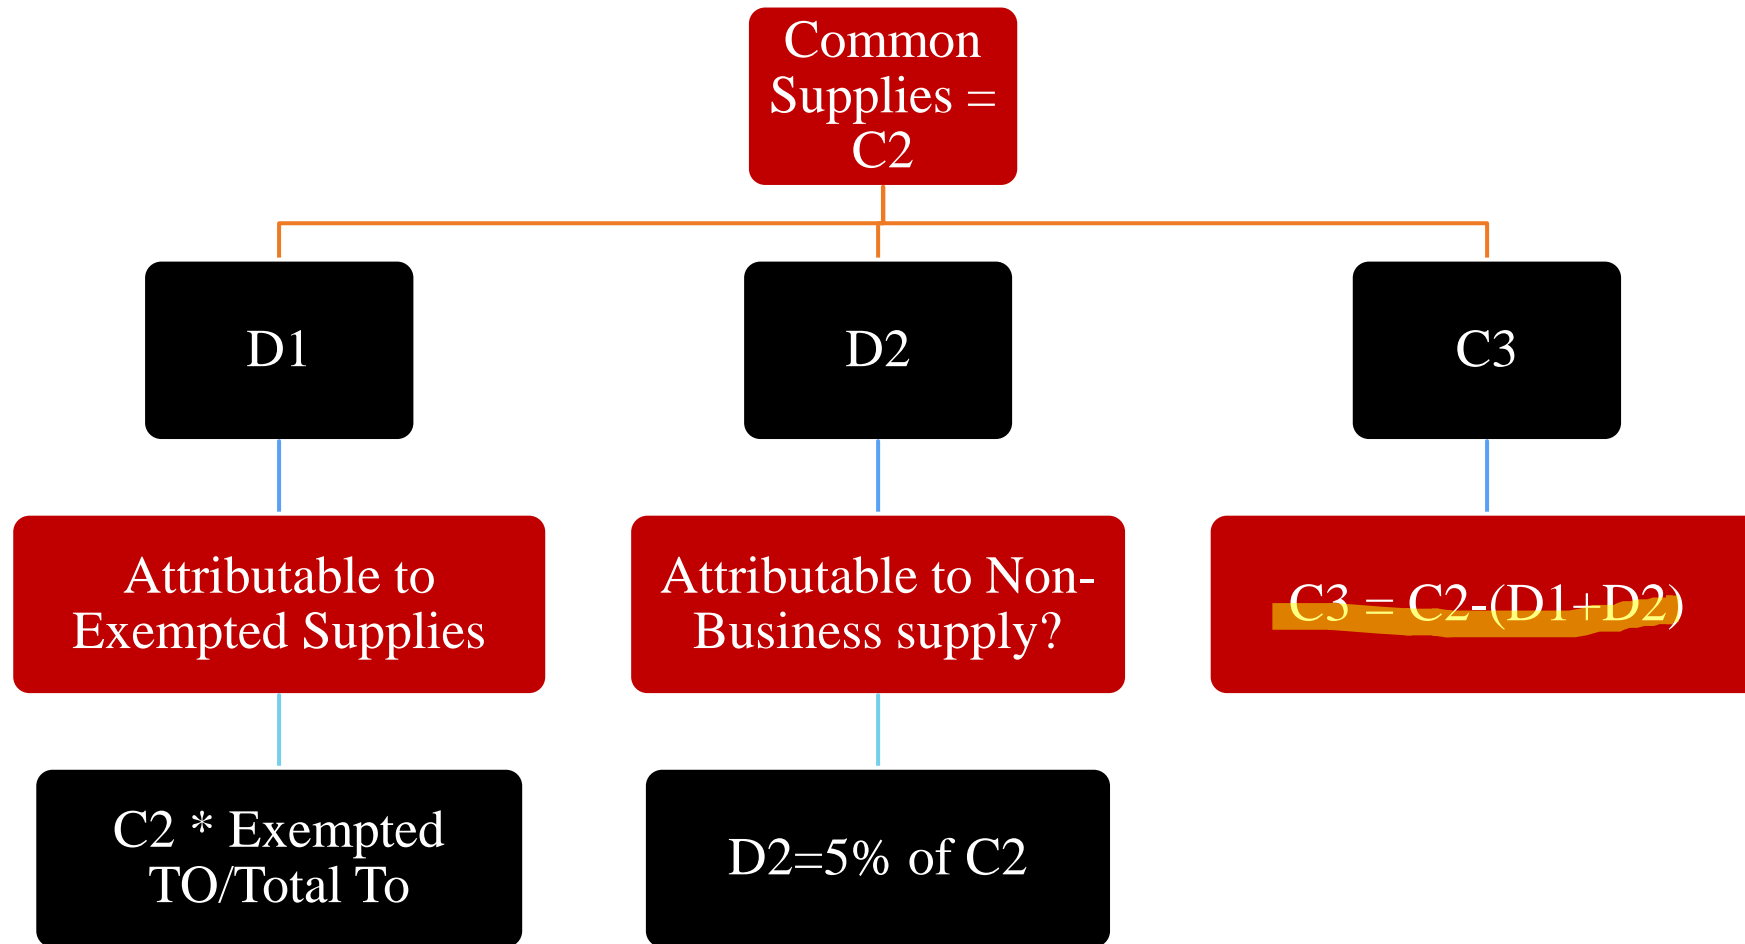 Common
Supplies =
C2
D1
D2
C3
Attributable to
Exempted Supplies
Attributable to Non-
Business supply?
C3 = C2-(D1+D2)
C2 * Exempted
TO/Total To
D2=5% of C2